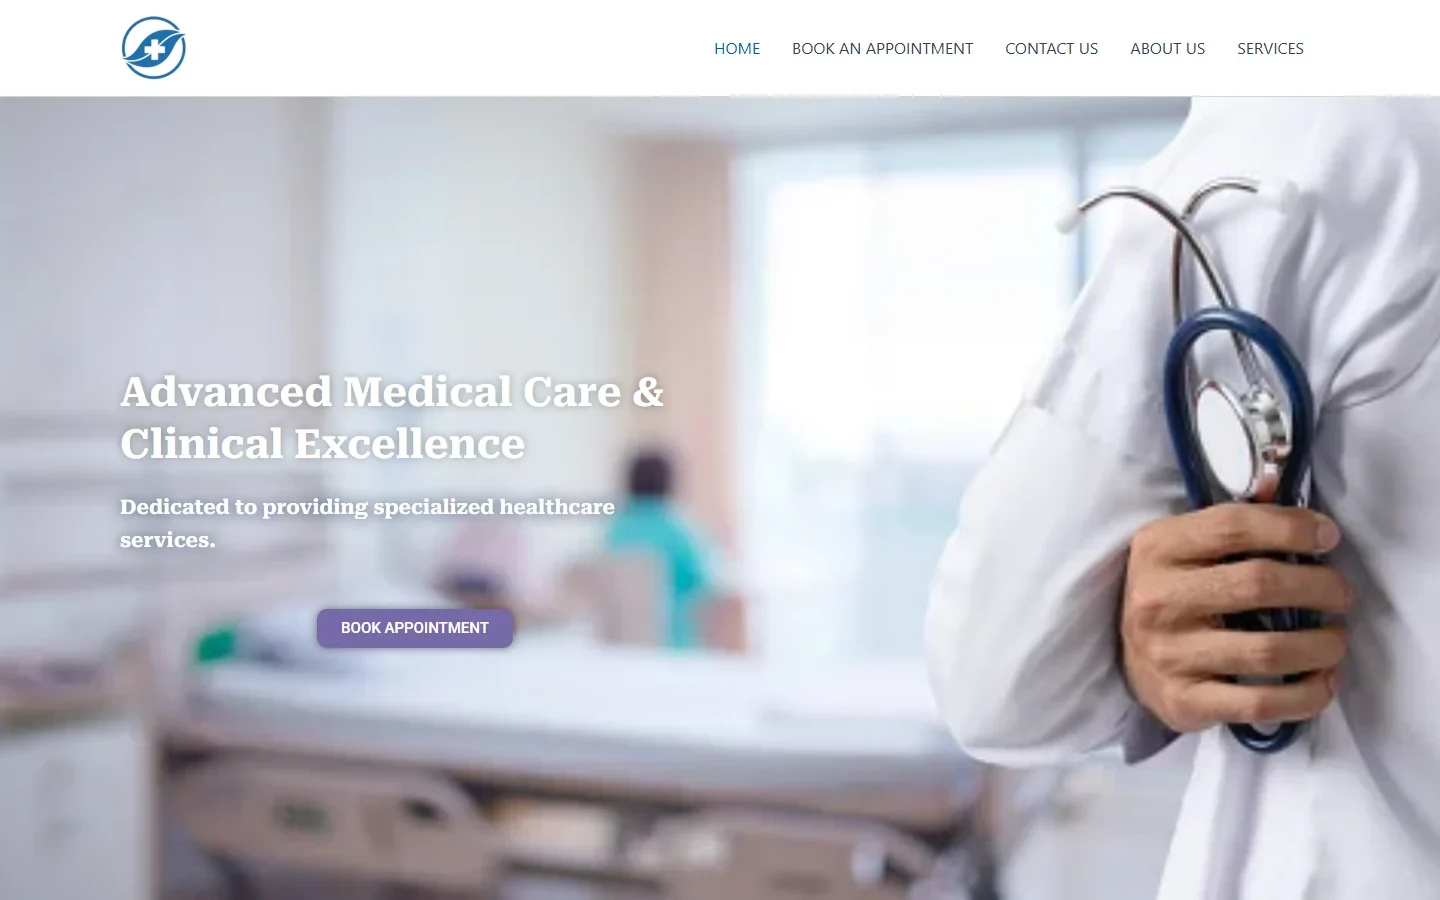 HOME
BOOK AN APPOINTMENT
CONTACT US
ABOUT US
SERVICES
Advanced Medical Care &
Clinical Excellence
Dedicated to providing specialized healthcare
services.
BOOK APPOINTMENT